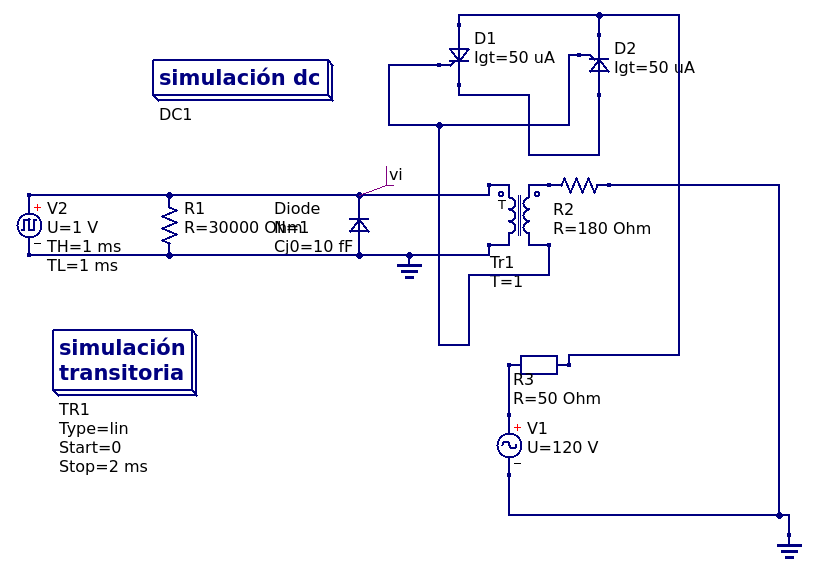 D1
Igt=50 uA
D2
Igt=50 uA
simulación dc
DC1
vi
+
V2
U=1 V
TH=1 ms
TL=1 ms
−
R1
R=30000 Ohm
Diode
N=1
Cj0=10 fF
T
Tr1
T=1
R2
R=180 Ohm
simulación
transitoria
TR1
Type=lin
Start=0
Stop=2 ms
R3
R=50 Ohm
+
V1
U=120 V
−